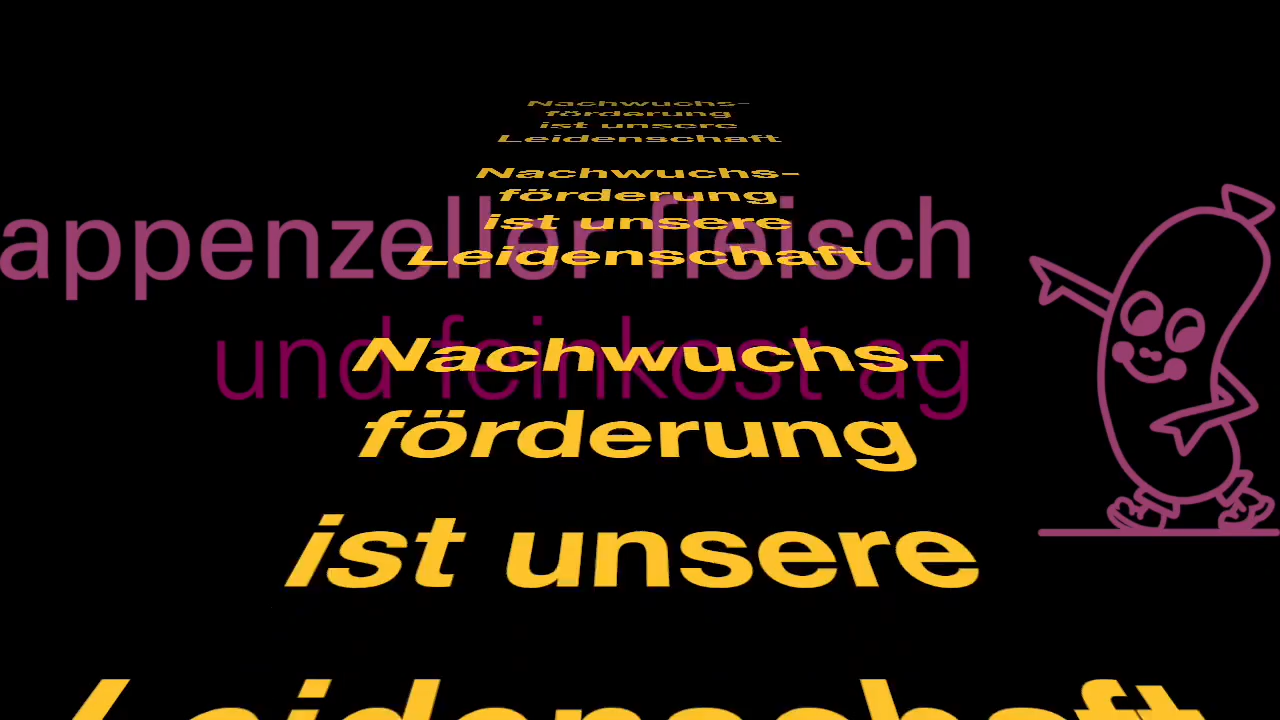 Nachwuchs-
förderung
ist unsere
Leidenschaft
Nachwuchs-
förderung
ist unsere
Leidenschaft
appenzeller fleisch
und feinkost ag
Nachwuchs-
förderung
ist unsere
Leidenschaft